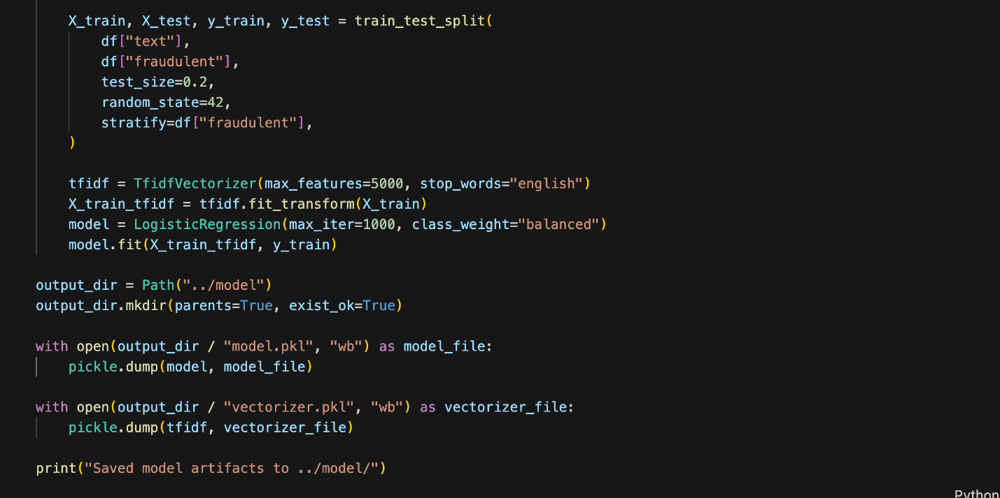 X_train, X_test, y_train, y_test = train_test_split(
df["text"],
df["fraudulent"],
test_size=0.2,
random_state=42,
stratify=df["fraudulent"],
)
tfidf = TfidfVectorizer(max_features=5000, stop_words="english")
X_train_tfidf = tfidf.fit_transform(X_train)
model = LogisticRegression(max_iter=1000, class_weight="balanced")
model.fit(X_train_tfidf, y_train)
output_dir = Path("../model")
output_dir.mkdir(parents=True, exist_ok=True)
with open(output_dir / "model.pkl", "wb") as model_file:
pickle.dump(model, model_file)
with open(output_dir / "vectorizer.pkl", "wb") as vectorizer_file:
pickle.dump(tfidf, vectorizer_file)
print("Saved model artifacts to ../model/")
Python